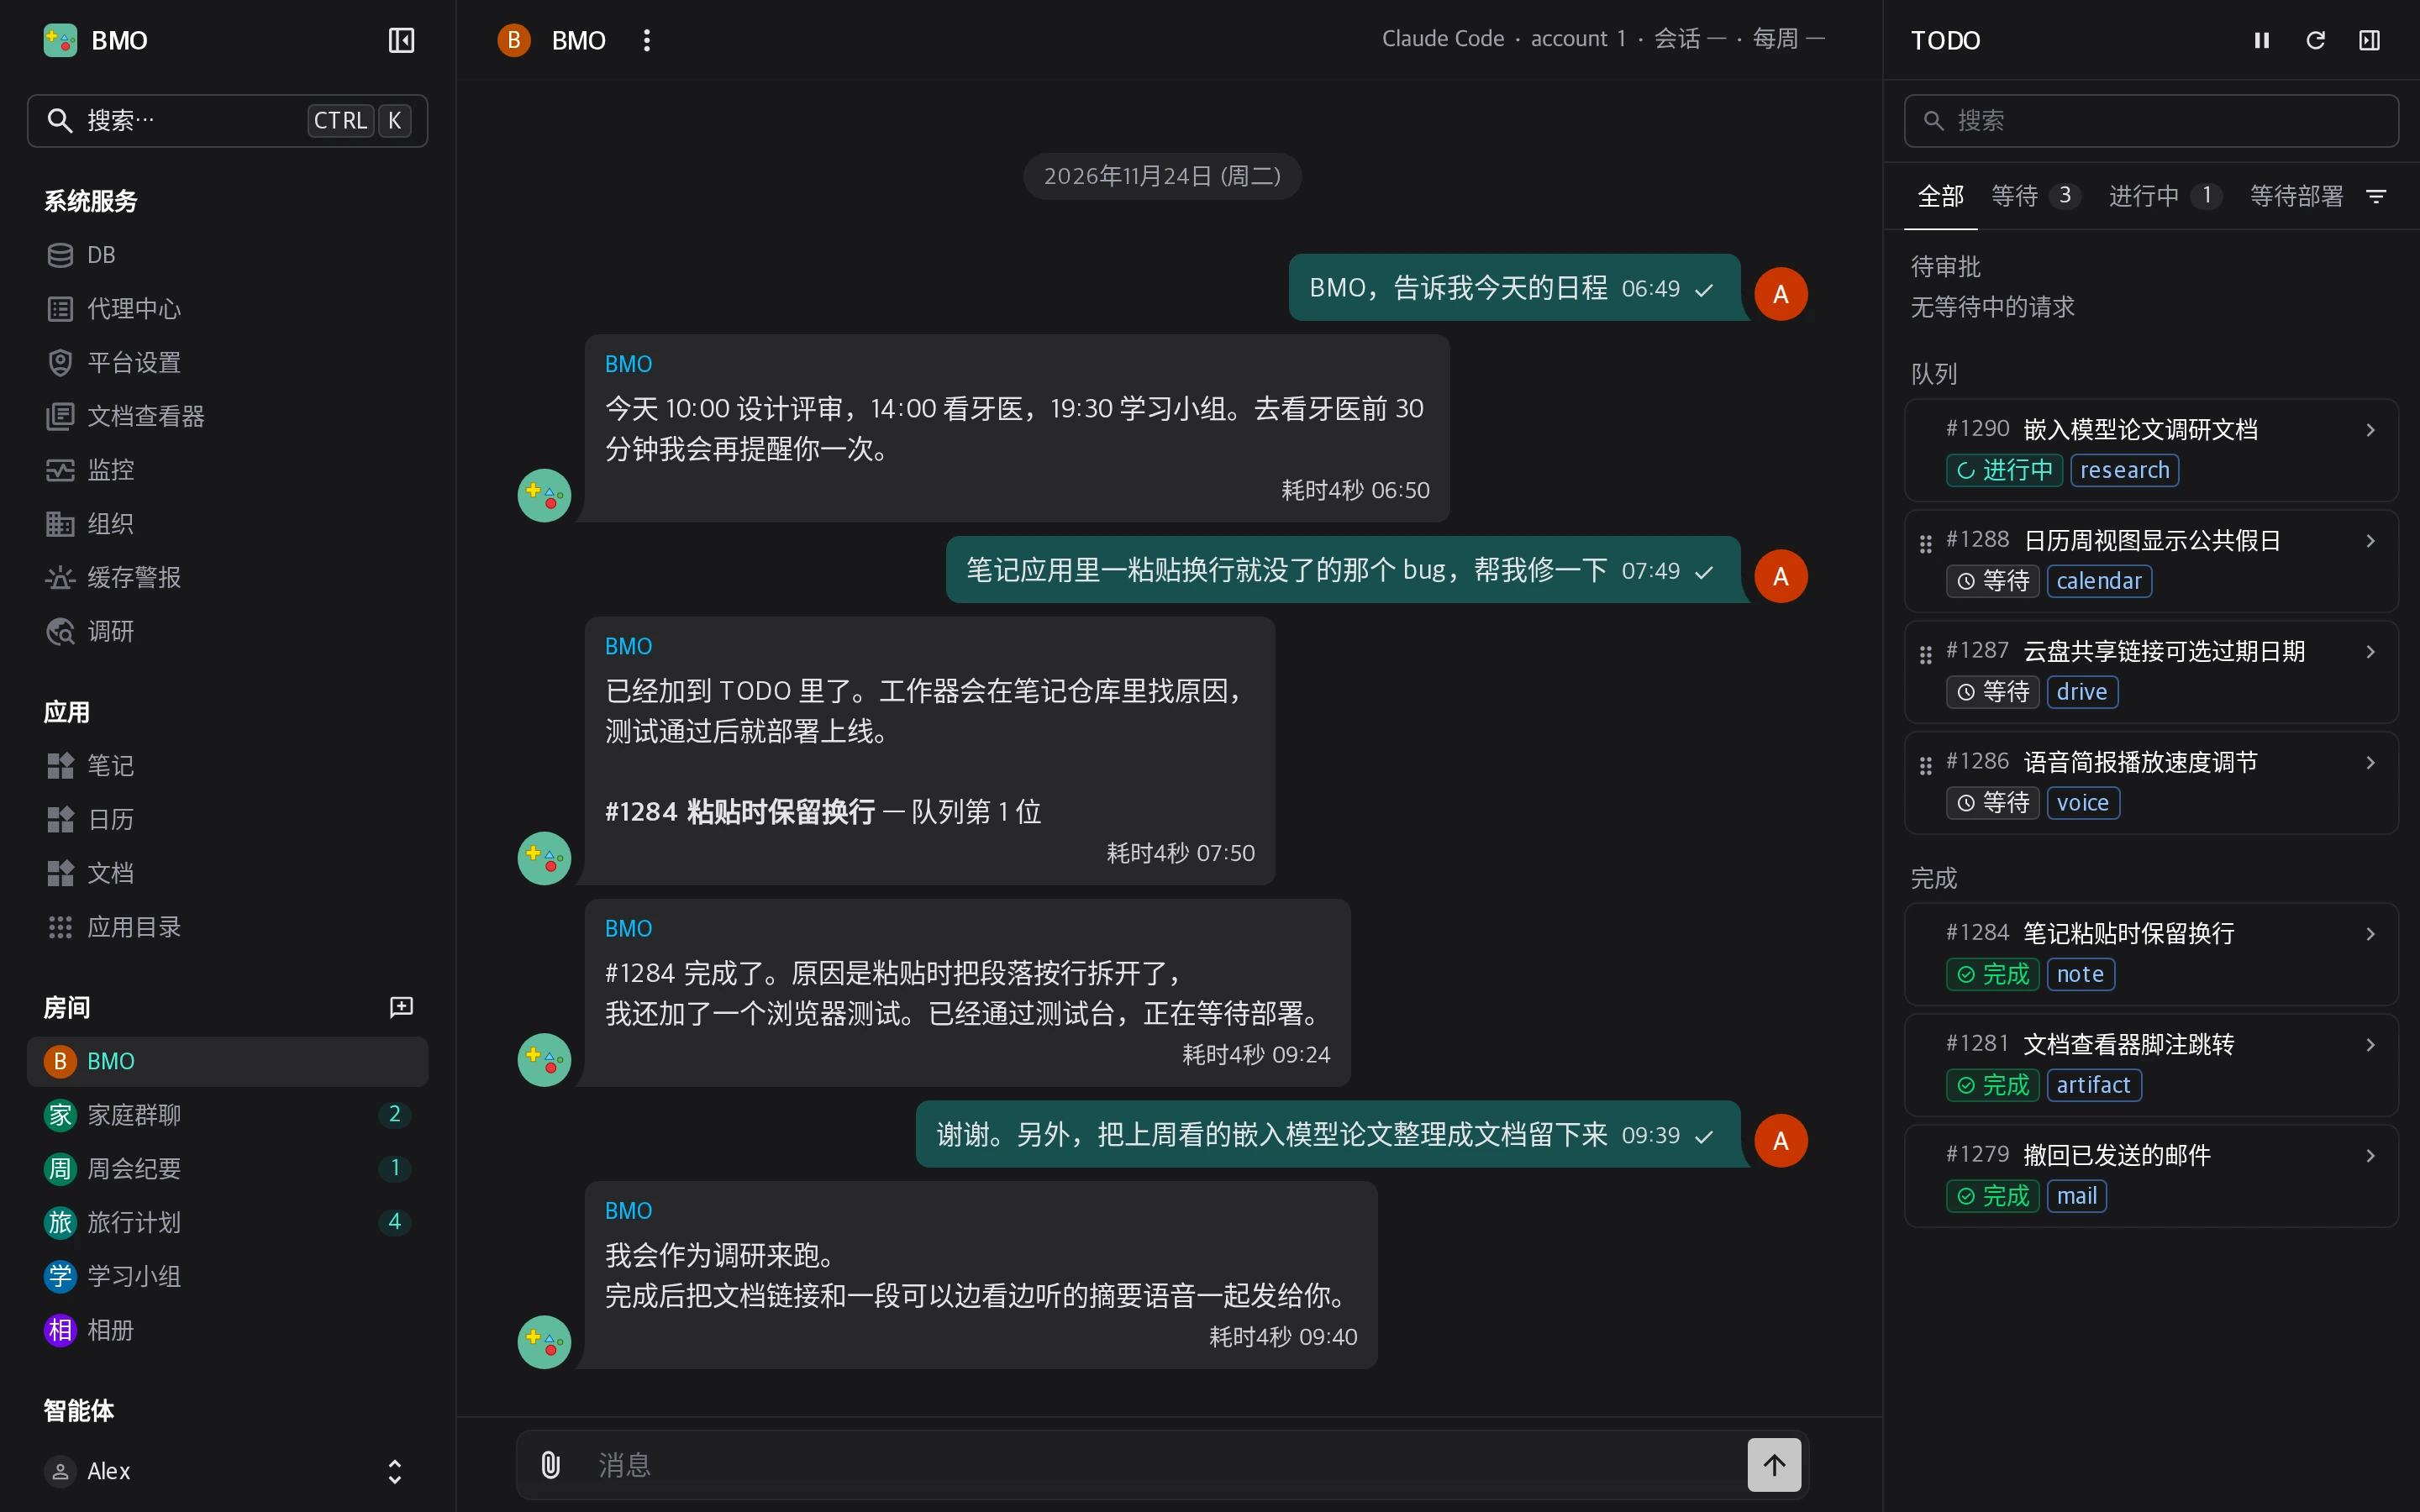 BMO
搜索…
CTRL K
系统服务
DB
代理中心
平台设置
文档查看器
监控
组织
缓存警报
调研
应用
笔记
日历
文档
应用目录
房间
B BMO
家 家庭群聊 2
周 周会纪要 1
旅 旅行计划 4
学 学习小组
相 相册
智能体
Alex
B BMO
Claude Code · account 1 · 会话 — · 每周 —
2026年11月24日 (周二)
BMO，告诉我今天的日程 06:49
A
BMO
今天 10:00 设计评审，14:00 看牙医，19:30 学习小组。去看牙医前 30
分钟我会再提醒你一次。
耗时4秒 06:50
笔记应用里一粘贴换行就没了的那个 bug，帮我修一下 07:49
A
BMO
已经加到 TODO 里了。工作器会在笔记仓库里找原因，
测试通过后就部署上线。
#1284 粘贴时保留换行 — 队列第 1 位
耗时4秒 07:50
BMO
#1284 完成了。原因是粘贴时把段落按行拆开了，
我还加了一个浏览器测试。已经通过测试台，正在等待部署。
耗时4秒 09:24
谢谢。另外，把上周看的嵌入模型论文整理成文档留下来 09:39
A
BMO
我会作为调研来跑。
完成后把文档链接和一段可以边看边听的摘要语音一起发给你。
耗时4秒 09:40
消息
TODO
搜索
全部 等待 3 进行中 1 等待部署
待审批
无等待中的请求
队列
#1290 嵌入模型论文调研文档
进行中 research
#1288 日历周视图显示公共假日
等待 calendar
#1287 云盘共享链接可选过期日期
等待 drive
#1286 语音简报播放速度调节
等待 voice
完成
#1284 笔记粘贴时保留换行
完成 note
#1281 文档查看器脚注跳转
完成 artifact
#1279 撤回已发送的邮件
完成 mail